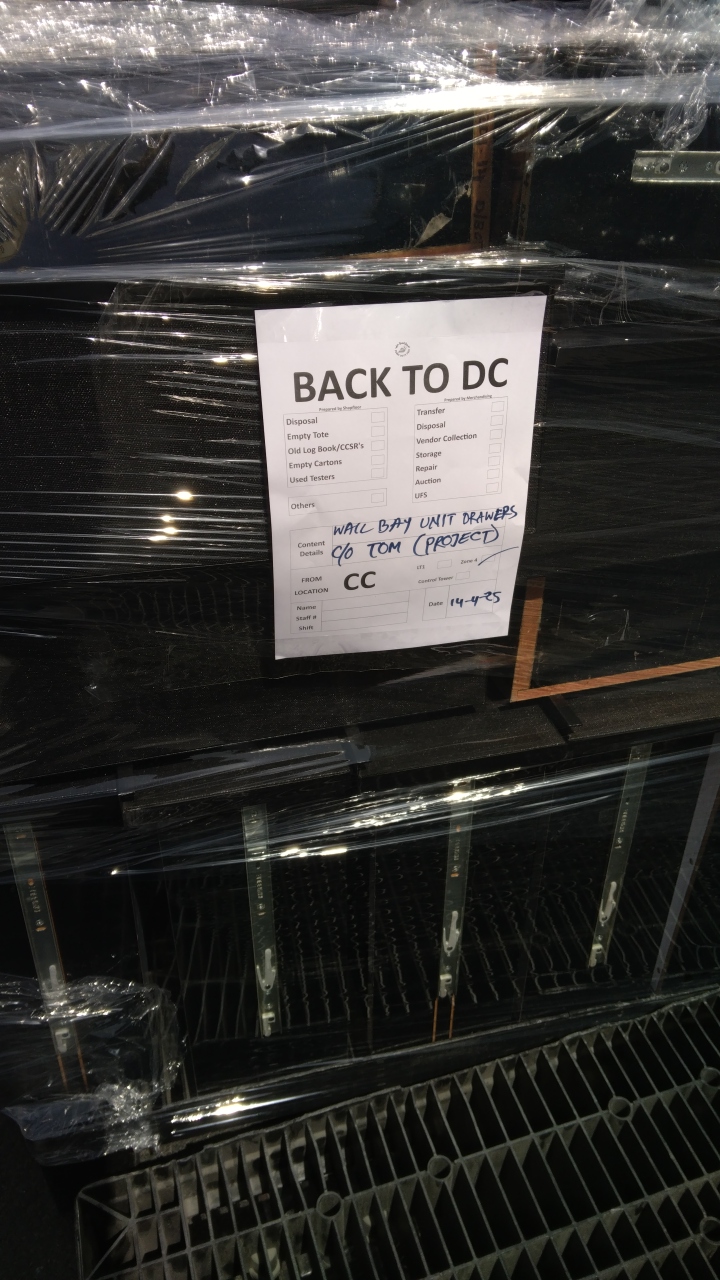 BACK TO DC
Prepared by Shopfloor
Disposal
Empty Tote
Old Log Book/CCSR's
Empty Cartons
Used Testers
Others
Prepared by Merchandising
Transfer
Disposal
Vendor Collection
Storage
Repair
Auction
UFS
Content Details
WALL BAY UNIT DRAWERS
C/O TOM (PROJECT)
FROM LOCATION
CC
LT1
Zone 4
Control Tower
Name
Staff #
Shift
Date
14-4-25